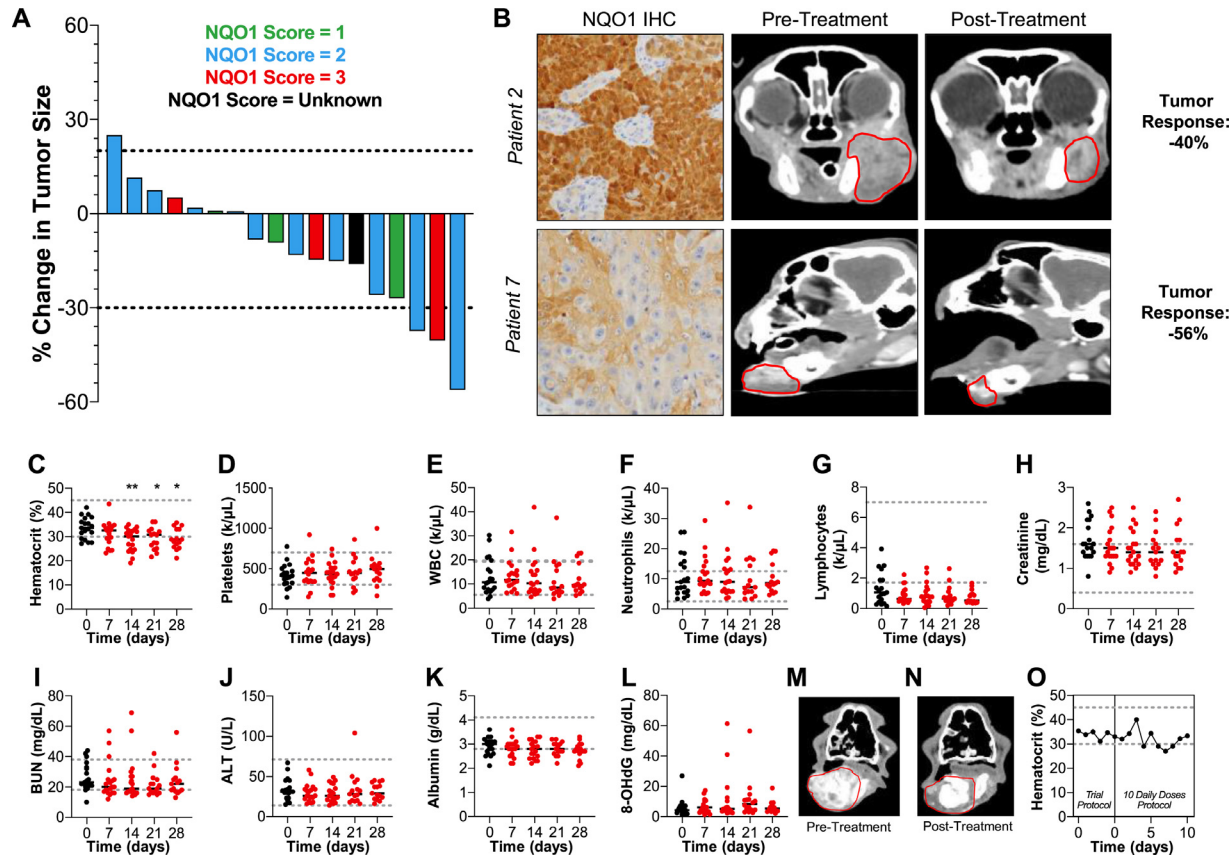 A
60
30
0
-30
-60
% Change in Tumor Size
NQO1 Score = 1
NQO1 Score = 2
NQO1 Score = 3
NQO1 Score = Unknown
B
NQO1 IHC
Pre-Treatment
Post-Treatment
Patient 2
Tumor
Response:
-40%
Patient 7
Tumor
Response:
-56%
C
Hematocrit (%)
50
40
30
20
10
0
** * *
0 7 14 21 28
Time (days)
D
Platelets (k/µL)
1500
1000
500
0
0 7 14 21 28
Time (days)
E
WBC (k/µL)
50
40
30
20
10
0
0 7 14 21 28
Time (days)
F
Neutrophils (k/µL)
40
30
20
10
0
0 7 14 21 28
Time (days)
G
Lymphocytes
(k/µL)
8
6
4
2
0
0 7 14 21 28
Time (days)
H
Creatinine
(mg/dL)
3
2
1
0
0 7 14 21 28
Time (days)
I
BUN (mg/dL)
80
60
40
20
0
0 7 14 21 28
Time (days)
J
ALT (U/L)
150
100
50
0
0 7 14 21 28
Time (days)
K
Albumin (g/dL)
5
4
3
2
1
0
0 7 14 21 28
Time (days)
L
8-OHdG (mg/dL)
80
60
40
20
0
0 7 14 21 28
Time (days)
M
Pre-Treatment
N
Post-Treatment
O
Hematocrit (%)
50
40
30
20
10
0
Trial
Protocol
10 Daily Doses
Protocol
0 0 5 10
Time (days)